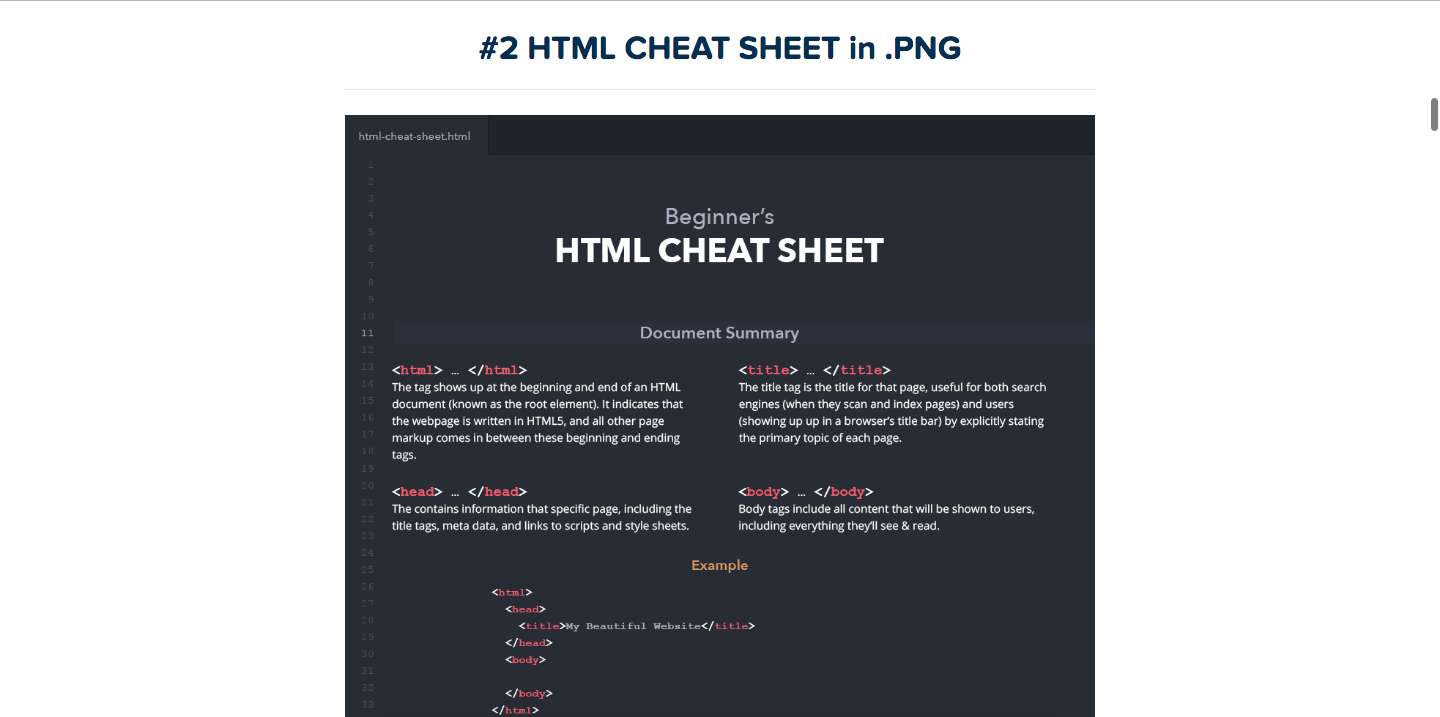 #2 HTML CHEAT SHEET in .PNG
html-cheat-sheet.html
1
2
3
4
5
6
7
8
9
10
11
12
13
14
15
16
17
18
19
20
21
22
23
24
25
26
27
28
29
30
31
32
33
Beginner’s
HTML CHEAT SHEET
Document Summary
<html> … </html>
The tag shows up at the beginning and end of an HTML
document (known as the root element). It indicates that
the webpage is written in HTML5, and all other page
markup comes in between these beginning and ending
tags.
<title> … </title>
The title tag is the title for that page, useful for both search
engines (when they scan and index pages) and users
(showing up up in a browser’s title bar) by explicitly stating
the primary topic of each page.
<head> … </head>
The contains information that specific page, including the
title tags, meta data, and links to scripts and style sheets.
<body> … </body>
Body tags include all content that will be shown to users,
including everything they’ll see & read.
Example
<html>
<head>
<title>My Beautiful Website</title>
</head>
<body>
</body>
</html>